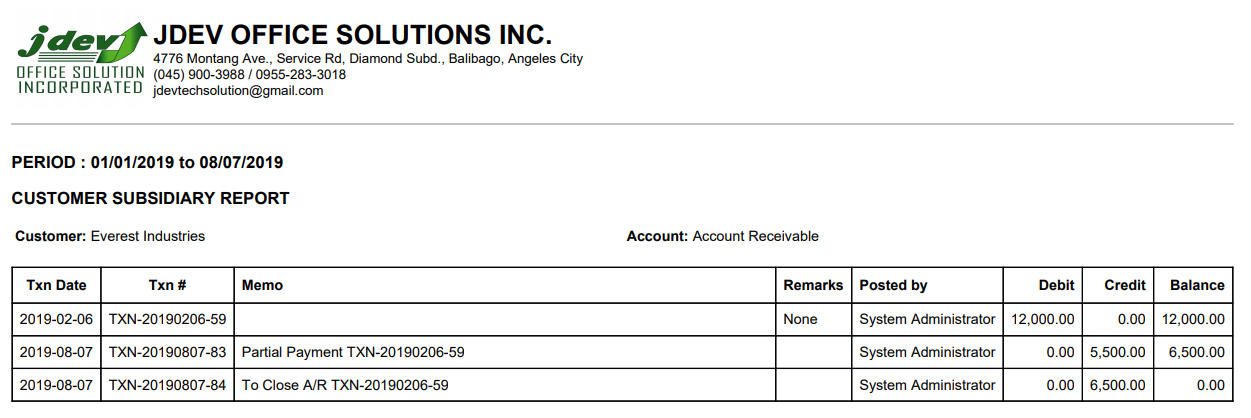 jdev
OFFICE SOLUTION
INCORPORATED
JDEV OFFICE SOLUTIONS INC.
4776 Montang Ave., Service Rd, Diamond Subd., Balibago, Angeles City
(045) 900-3988 / 0955-283-3018
jdevtechsolution@gmail.com
PERIOD : 01/01/2019 to 08/07/2019
CUSTOMER SUBSIDIARY REPORT
Customer: Everest Industries Account: Account Receivable
Txn Date Txn # Memo Remarks Posted by Debit Credit Balance
2019-02-06 TXN-20190206-59 None System Administrator 12,000.00 0.00 12,000.00
2019-08-07 TXN-20190807-83 Partial Payment TXN-20190206-59 System Administrator 0.00 5,500.00 6,500.00
2019-08-07 TXN-20190807-84 To Close A/R TXN-20190206-59 System Administrator 0.00 6,500.00 0.00